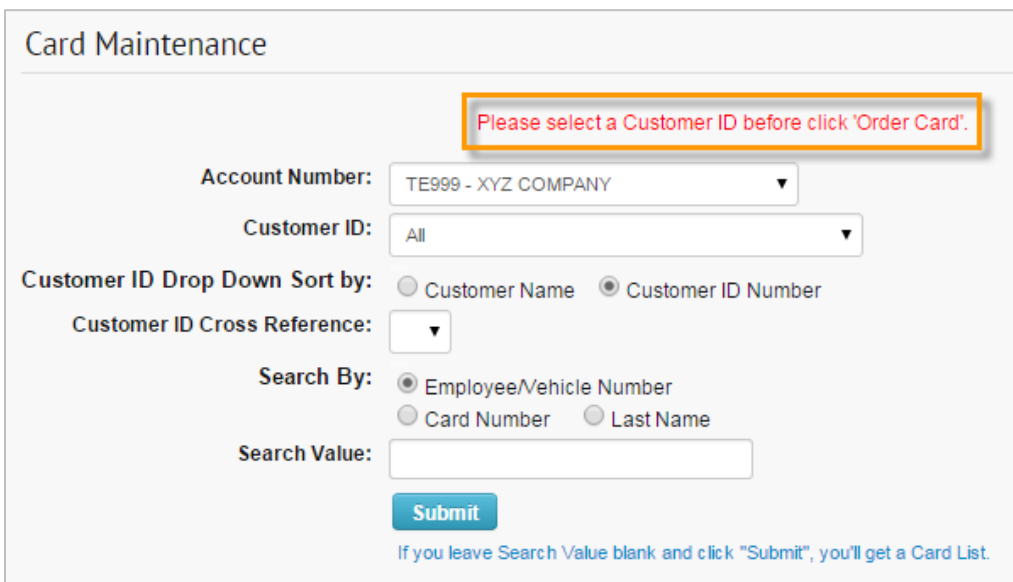 Card Maintenance
Please select a Customer ID before click 'Order Card'.
Account Number: TE999 - XYZ COMPANY
Customer ID: All
Customer ID Drop Down Sort by: Customer Name Customer ID Number
Customer ID Cross Reference:
Search By: Employee/Vehicle Number
Card Number Last Name
Search Value:
Submit
If you leave Search Value blank and click "Submit", you'll get a Card List.